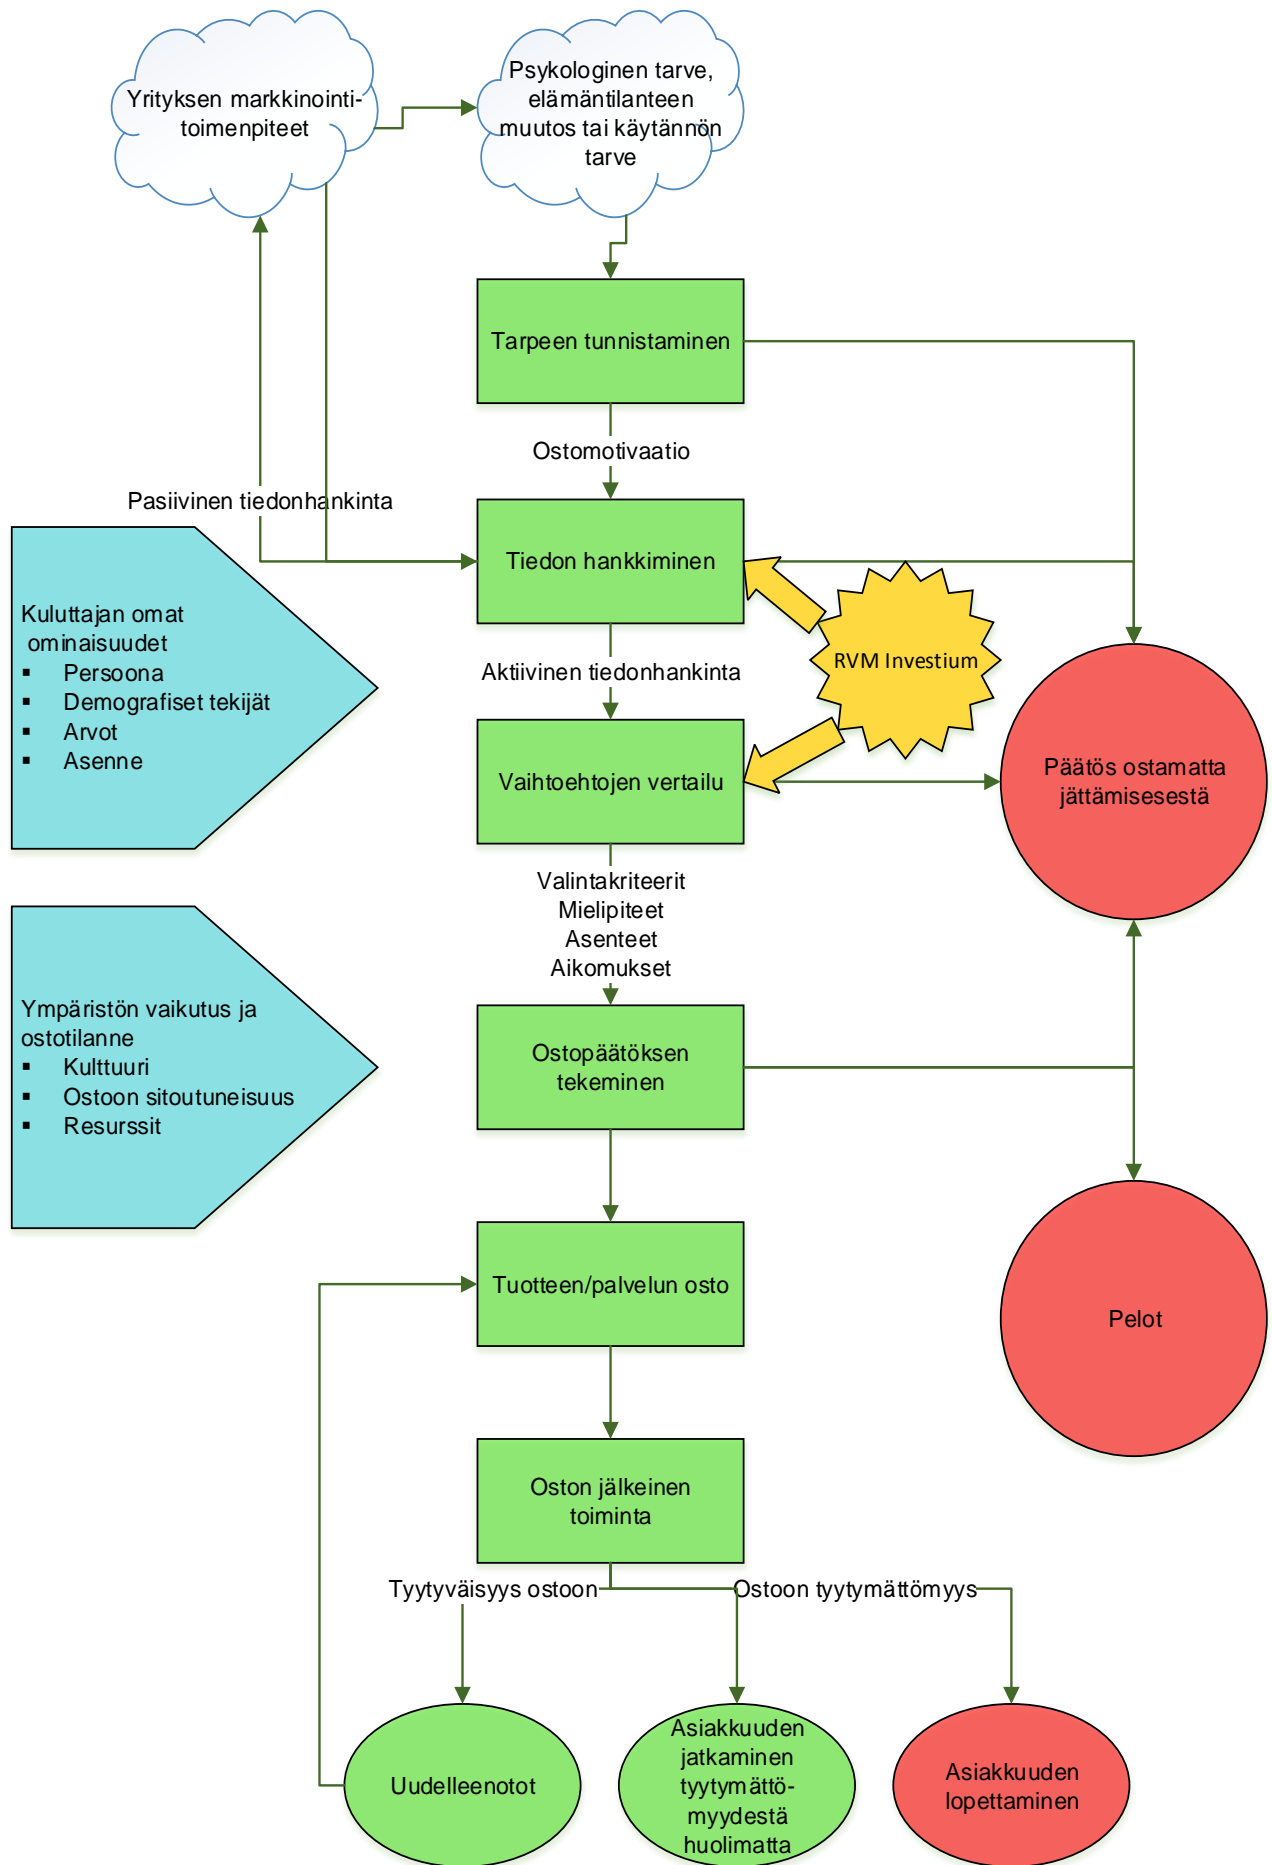 Yrityksen markkinointi-
toimenpiteet
Psykologinen tarve,
elämäntilanteen
muutos tai käytännön
tarve
Tarpeen tunnistaminen
Ostomotivaatio
Pasiivinen tiedonhankinta
Tiedon hankkiminen
Kuluttajan omat
ominaisuudet
▪ Persoona
▪ Demografiset tekijät
▪ Arvot
▪ Asenne
Aktiivinen tiedonhankinta
RVM Investium
Vaihtoehtojen vertailu
Päätös ostamatta
jättämisesestä
Valintakriteerit
Mielipiteet
Asenteet
Aikomukset
Ympäristön vaikutus ja
ostotilanne
▪ Kulttuuri
▪ Ostoon sitoutuneisuus
▪ Resurssit
Ostopäätöksen
tekeminen
Tuotteen/palvelun osto
Pelot
Oston jälkeinen
toiminta
Tyytyväisyys ostoon
Ostoon tyytymättömyys
Uudelleenotot
Asiakkuuden
jatkaminen
tyytymättö-
myydestä
huolimatta
Asiakkuuden
lopettaminen